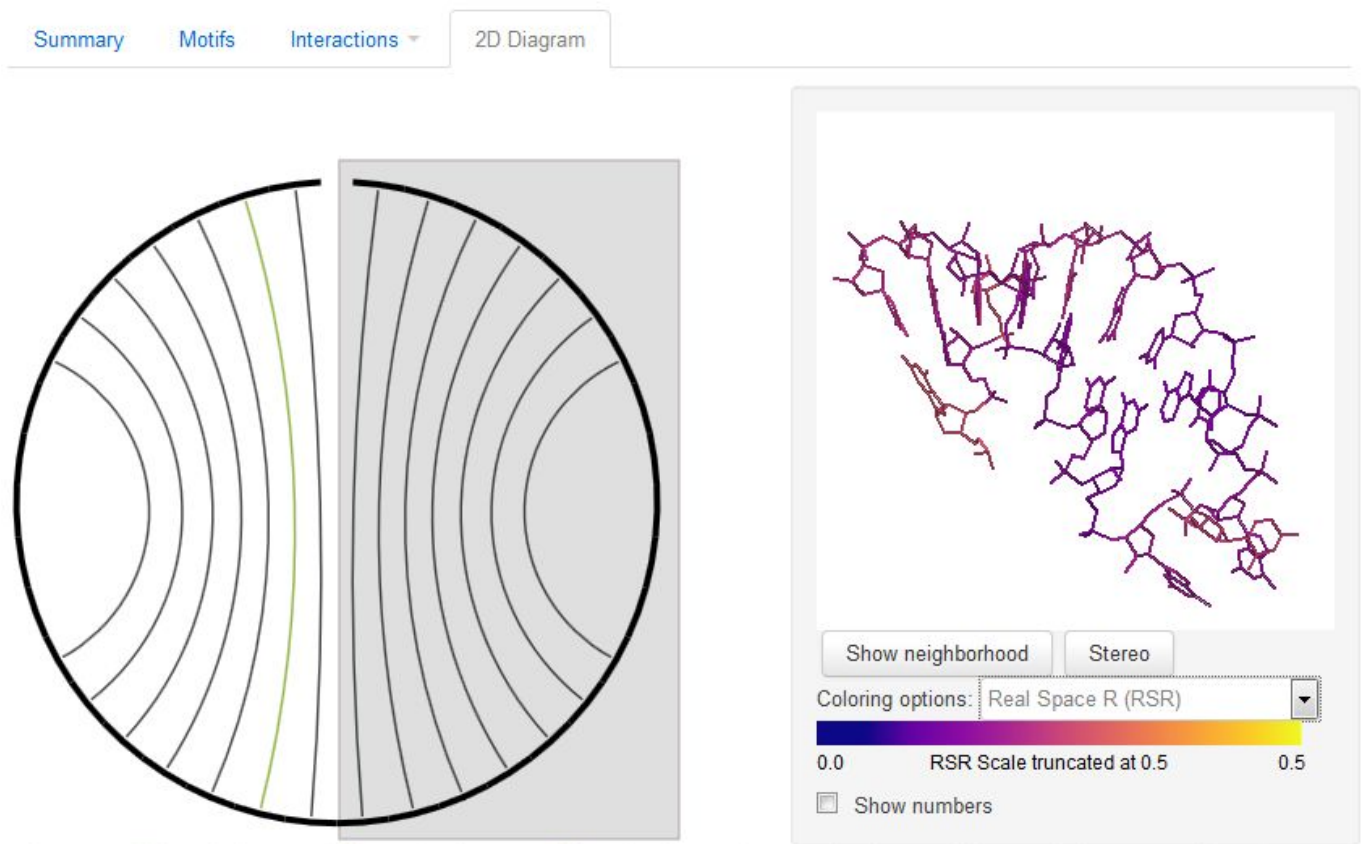 Summary Motifs Interactions 2D Diagram
Show neighborhood Stereo
Coloring options: Real Space R (RSR)
0.0 RSR Scale truncated at 0.5 0.5
Show numbers